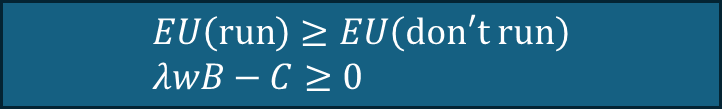 EU(run) ≥ EU(don't run)
λwB − C ≥ 0